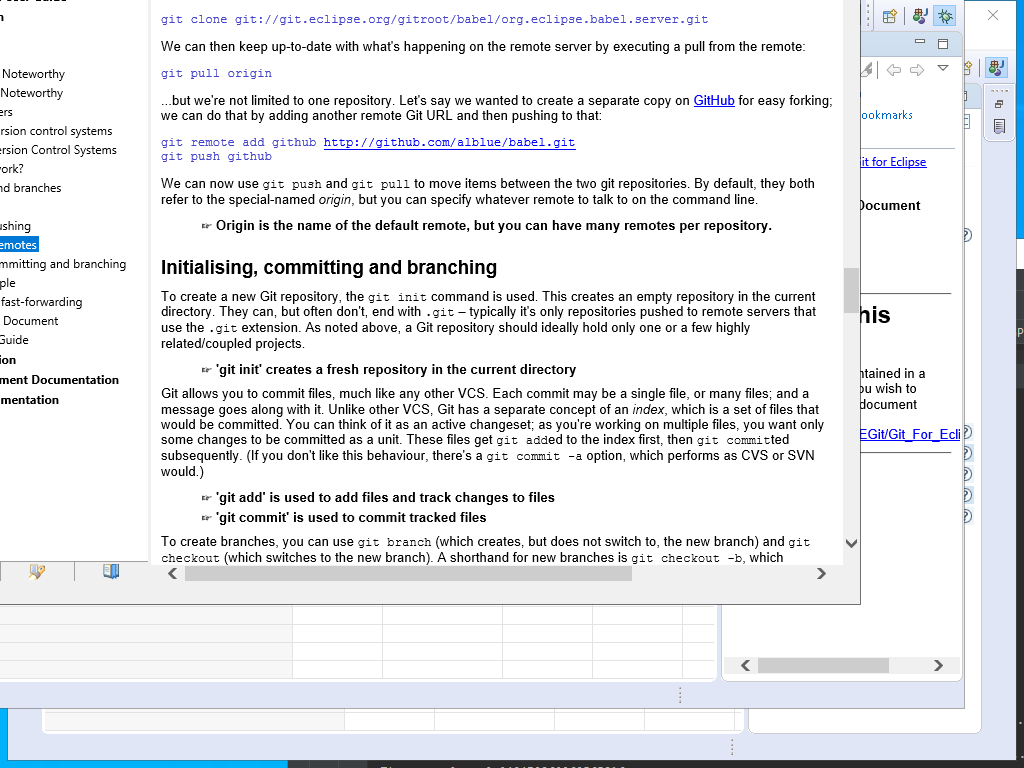 Noteworthy
Noteworthy
ers
rsion control systems
ersion Control Systems
ork?
nd branches
ushing
emotes
mmitting and branching
ple
fast-forwarding
Document
Guide
ion
ment Documentation
mentation
git clone git://git.eclipse.org/gitroot/babel/org.eclipse.babel.server.git
We can then keep up-to-date with what's happening on the remote server by executing a pull from the remote:
git pull origin
...but we're not limited to one repository. Let's say we wanted to create a separate copy on GitHub for easy forking;
we can do that by adding another remote Git URL and then pushing to that:
git remote add github http://github.com/alblue/babel.git
git push github
We can now use git push and git pull to move items between the two git repositories. By default, they both
refer to the special-named origin, but you can specify whatever remote to talk to on the command line.
☞ Origin is the name of the default remote, but you can have many remotes per repository.
Initialising, committing and branching
To create a new Git repository, the git init command is used. This creates an empty repository in the current
directory. They can, but often don't, end with .git – typically it's only repositories pushed to remote servers that
use the .git extension. As noted above, a Git repository should ideally hold only one or a few highly
related/coupled projects.
☞ 'git init' creates a fresh repository in the current directory
Git allows you to commit files, much like any other VCS. Each commit may be a single file, or many files; and a
message goes along with it. Unlike other VCS, Git has a separate concept of an index, which is a set of files that
would be committed. You can think of it as an active changeset; as you're working on multiple files, you want only
some changes to be committed as a unit. These files get git added to the index first, then git committed
subsequently. (If you don't like this behaviour, there's a git commit -a option, which performs as CVS or SVN
would.)
☞ 'git add' is used to add files and track changes to files
☞ 'git commit' is used to commit tracked files
To create branches, you can use git branch (which creates, but does not switch to, the new branch) and git
checkout (which switches to the new branch). A shorthand for new branches is git checkout -b, which
ookmarks
it for Eclipse
Document
his
ntained in a
ou wish to
document
EGit/Git_For_Ecli